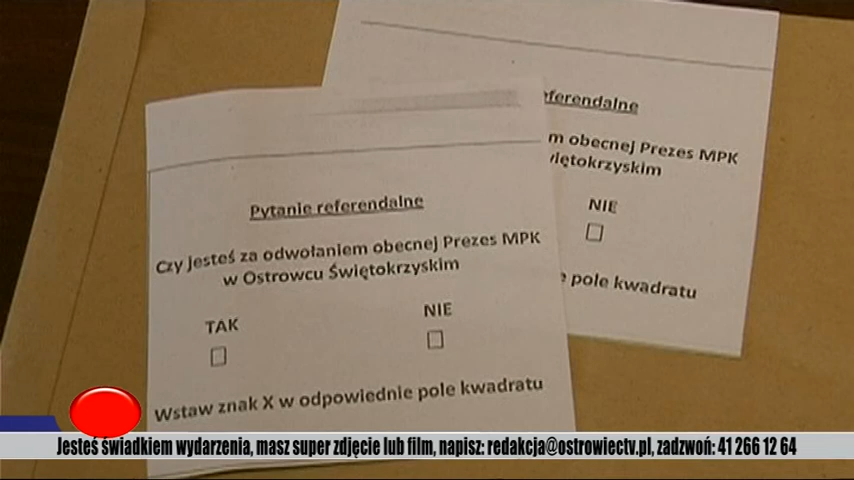 Pytanie referendalne
Czy jesteś za odwołaniem obecnej Prezes MPK
w Ostrowcu Świętokrzyskim
TAK NIE
Wstaw znak X w odpowiednie pole kwadratu
ferendalne
m obecnej Prezes MPK
więtokrzyskim
NIE
pole kwadratu
Jesteś świadkiem wydarzenia, masz super zdjęcie lub film, napisz: redakcja@ostrowiectv.pl, zadzwoń: 41 266 12 64